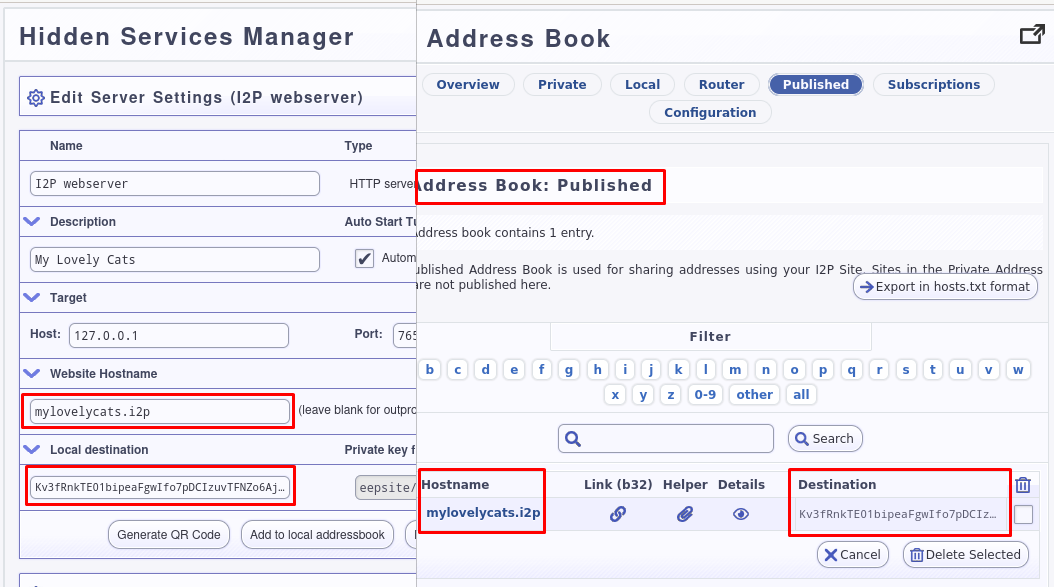 Hidden Services Manager
Edit Server Settings (I2P webserver)
Name Type
I2P webserver HTTP server
Description Auto Start Tu
My Lovely Cats Autom
Target
Host: 127.0.0.1 Port: 765
Website Hostname
mylovelycats.i2p (leave blank for outpro
Local destination Private key f
Kv3fRnkTEO1bipeaFgwIfo7pDCIzuvTFNZo6Aj… eepsite/
Generate QR Code Add to local addressbook
Address Book
Overview Private Local Router Published Subscriptions
Configuration
Address Book: Published
Address book contains 1 entry.
ublished Address Book is used for sharing addresses using your I2P Site. Sites in the Private Address
are not published here.
Export in hosts.txt format
Filter
b c d e f g h i j k l m n o p q r s t u v w
x y z 0-9 other all
Search
Hostname Link (b32) Helper Details Destination
mylovelycats.i2p Kv3fRnkTEO1bipeaFgwIfo7pDCIz…
Cancel Delete Selected